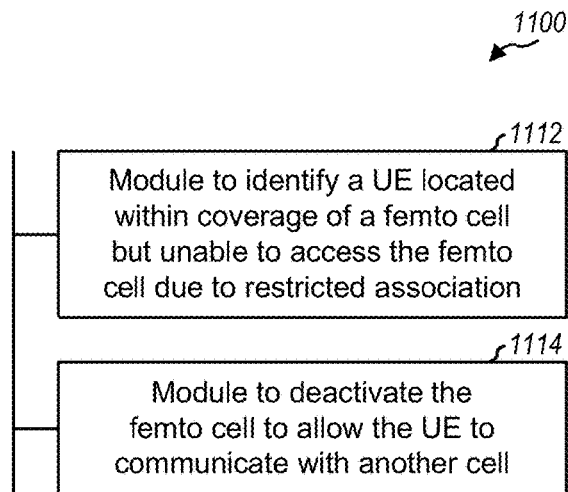 1100
1112
Module to identify a UE located
within coverage of a femto cell
but unable to access the femto
cell due to restricted association
1114
Module to deactivate the
femto cell to allow the UE to
communicate with another cell